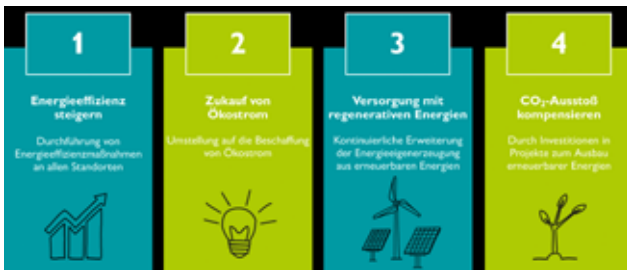 1
Energieeffizienz
steigern
Durchführung von
Energieeffizienzmaßnahmen
an allen Standorten
2
Zukauf von
Ökostrom
Umstellung auf die Beschaffung
von Ökostrom
3
Versorgung mit
regenerativen Energien
Kontinuierliche Erweiterung
der Energieeigenerzeugung
aus erneuerbaren Energien
4
CO₂-Ausstoß
kompensieren
Durch Investitionen in
Projekte zum Ausbau
erneuerbarer Energien